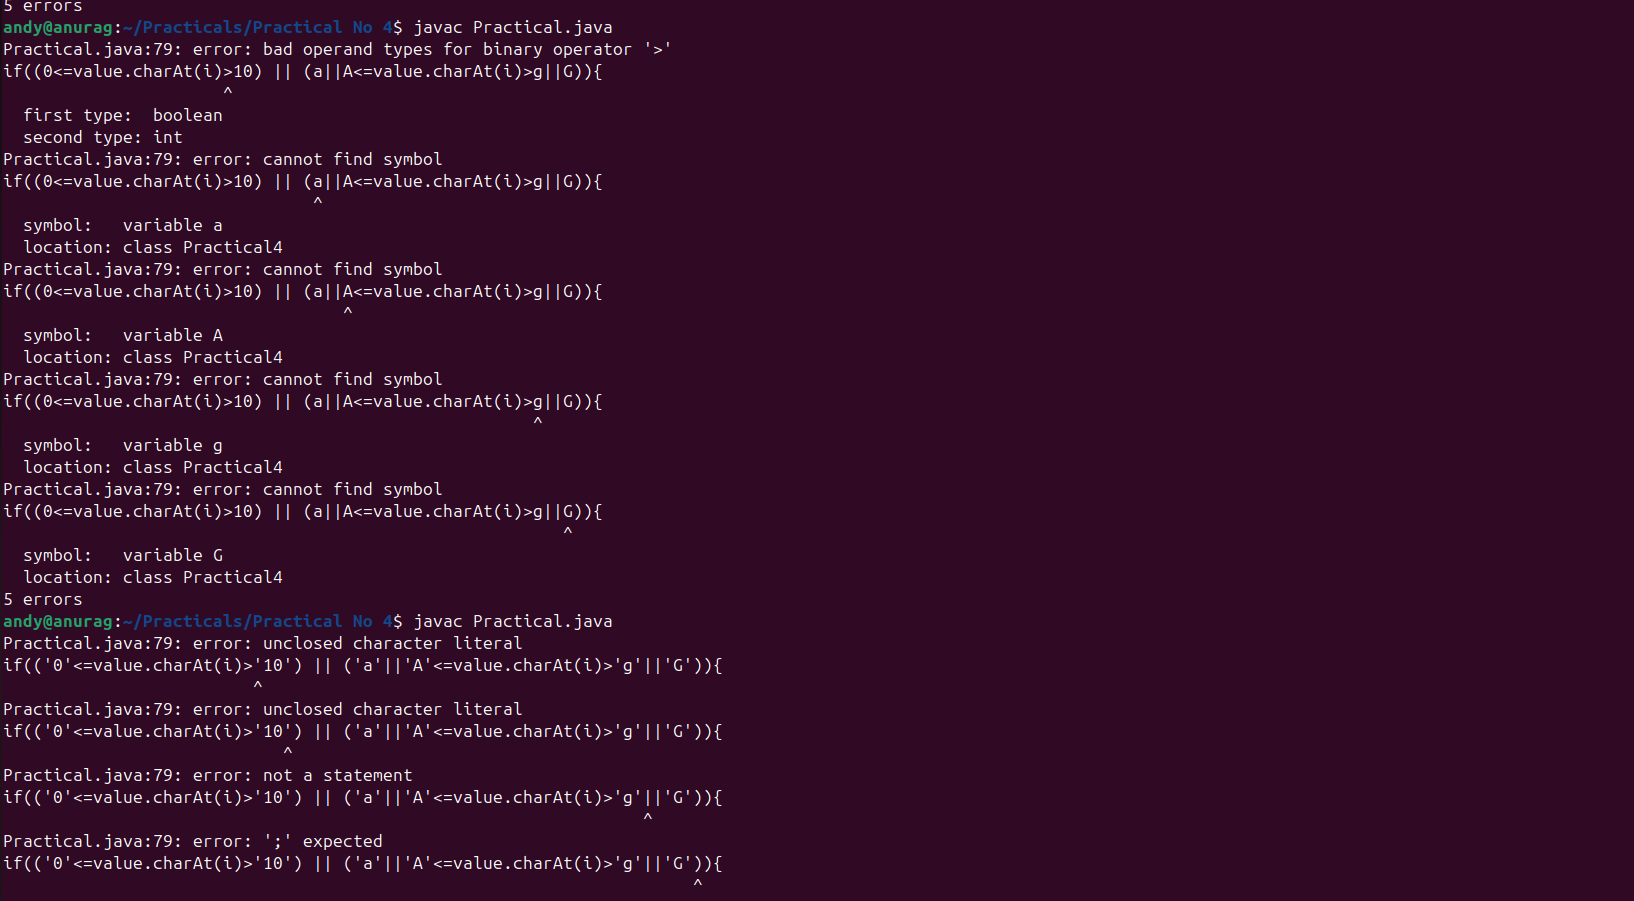 5 errors
andy@anurag:~/Practicals/Practical No 4$ javac Practical.java
Practical.java:79: error: bad operand types for binary operator '>'
if((0<=value.charAt(i)>10) || (a||A<=value.charAt(i)>g||G)){
^
first type:  boolean
second type: int
Practical.java:79: error: cannot find symbol
if((0<=value.charAt(i)>10) || (a||A<=value.charAt(i)>g||G)){
^
symbol:   variable a
location: class Practical4
Practical.java:79: error: cannot find symbol
if((0<=value.charAt(i)>10) || (a||A<=value.charAt(i)>g||G)){
^
symbol:   variable A
location: class Practical4
Practical.java:79: error: cannot find symbol
if((0<=value.charAt(i)>10) || (a||A<=value.charAt(i)>g||G)){
^
symbol:   variable g
location: class Practical4
Practical.java:79: error: cannot find symbol
if((0<=value.charAt(i)>10) || (a||A<=value.charAt(i)>g||G)){
^
symbol:   variable G
location: class Practical4
5 errors
andy@anurag:~/Practicals/Practical No 4$ javac Practical.java
Practical.java:79: error: unclosed character literal
if(('0'<=value.charAt(i)>'10') || ('a'||'A'<=value.charAt(i)>'g'||'G')){
^
Practical.java:79: error: unclosed character literal
if(('0'<=value.charAt(i)>'10') || ('a'||'A'<=value.charAt(i)>'g'||'G')){
^
Practical.java:79: error: not a statement
if(('0'<=value.charAt(i)>'10') || ('a'||'A'<=value.charAt(i)>'g'||'G')){
^
Practical.java:79: error: ';' expected
if(('0'<=value.charAt(i)>'10') || ('a'||'A'<=value.charAt(i)>'g'||'G')){
^